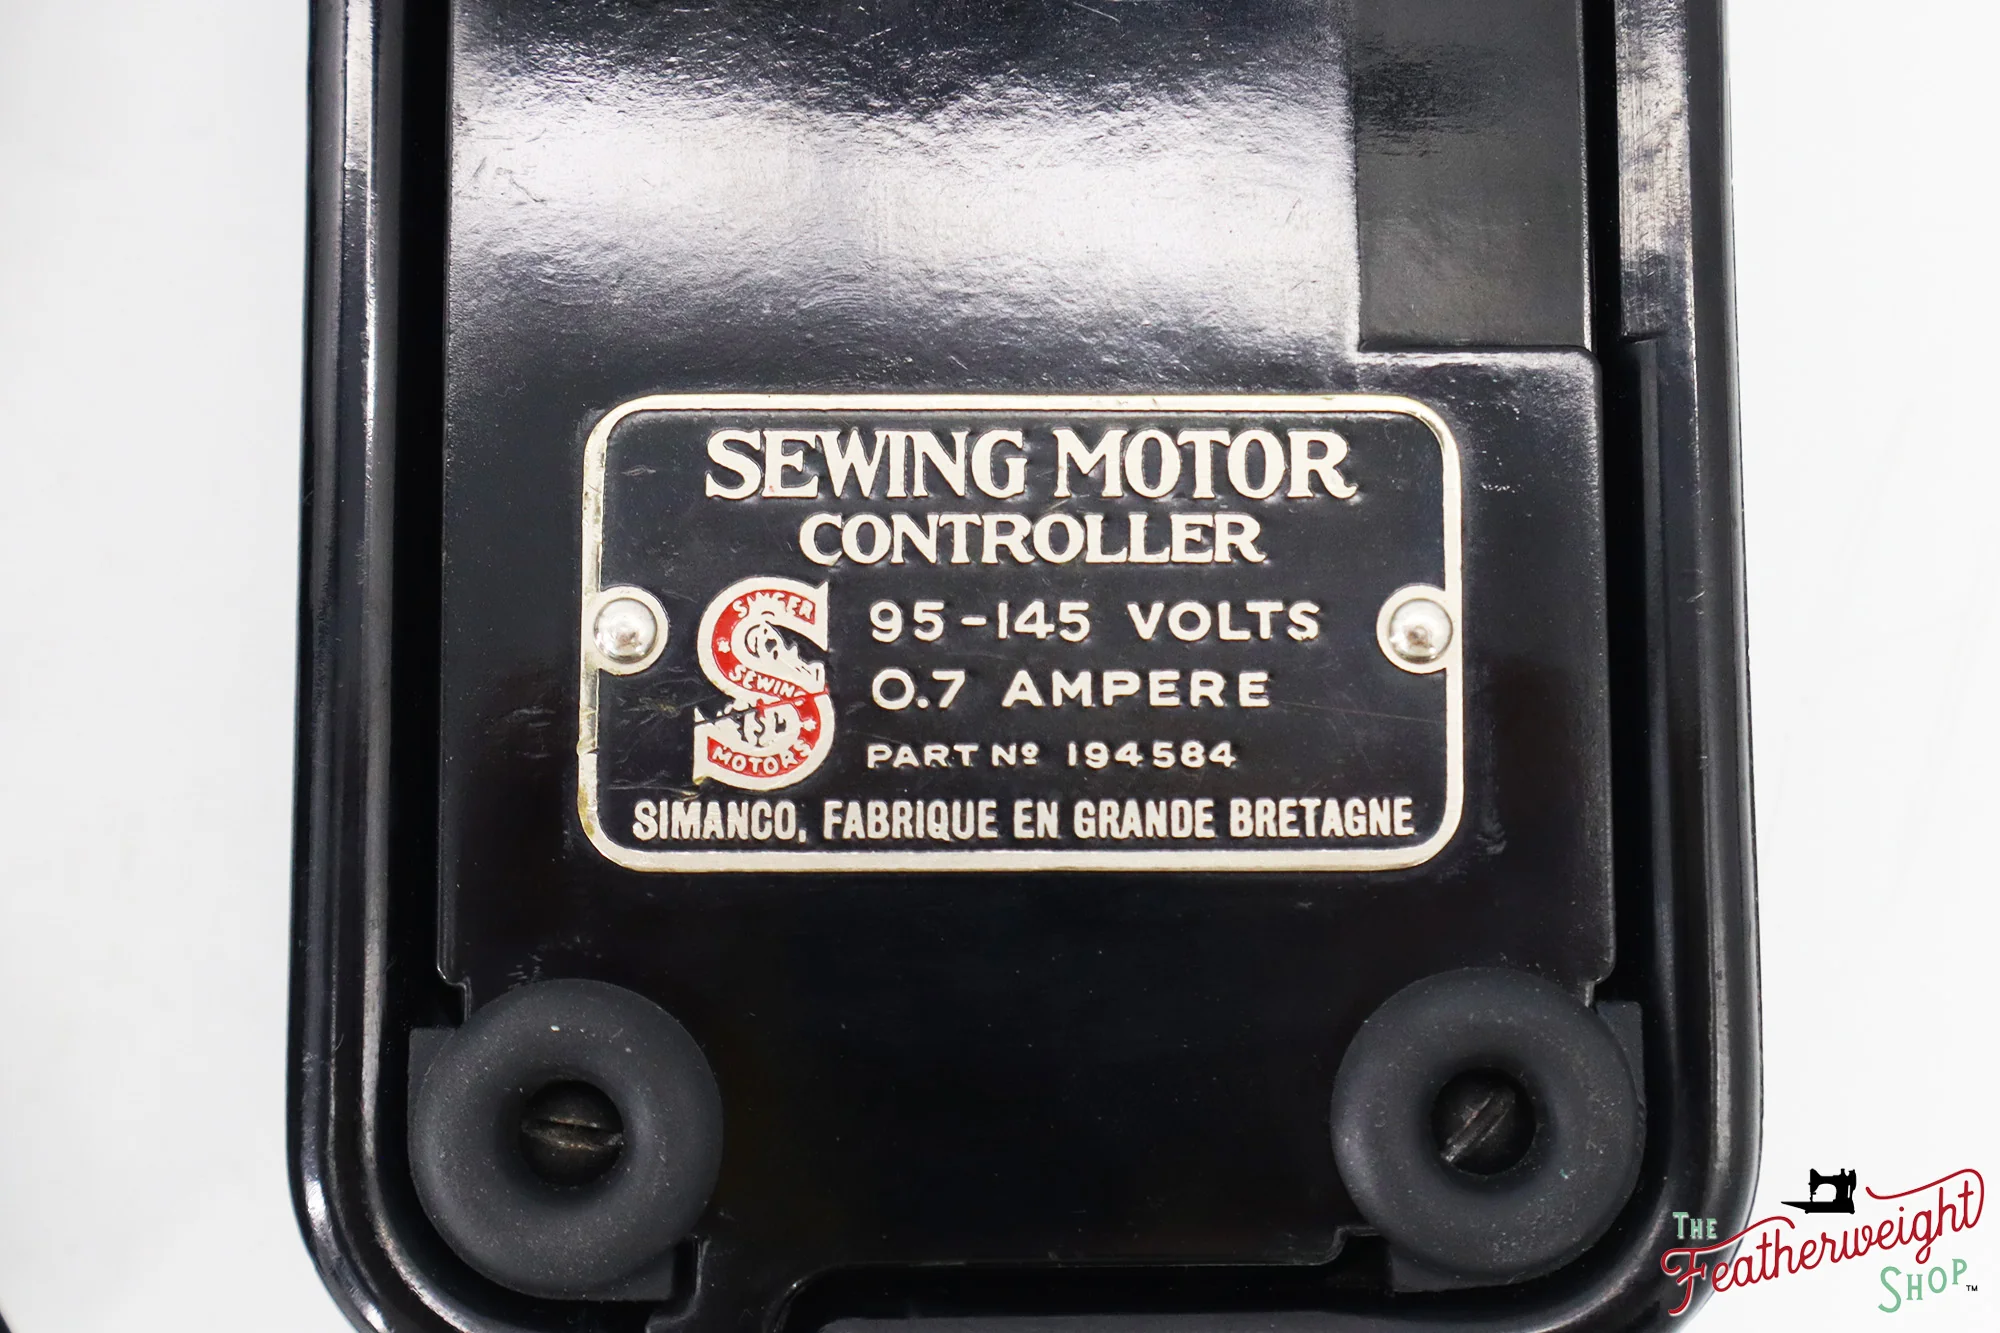 SEWING MOTOR
CONTROLLER
SINGER
SEWING
MOTORS
95-145 VOLTS
0.7 AMPERE
PART Nº 194584
SIMANCO, FABRIQUE EN GRANDE BRETAGNE
THE
Featherweight
SHOP™